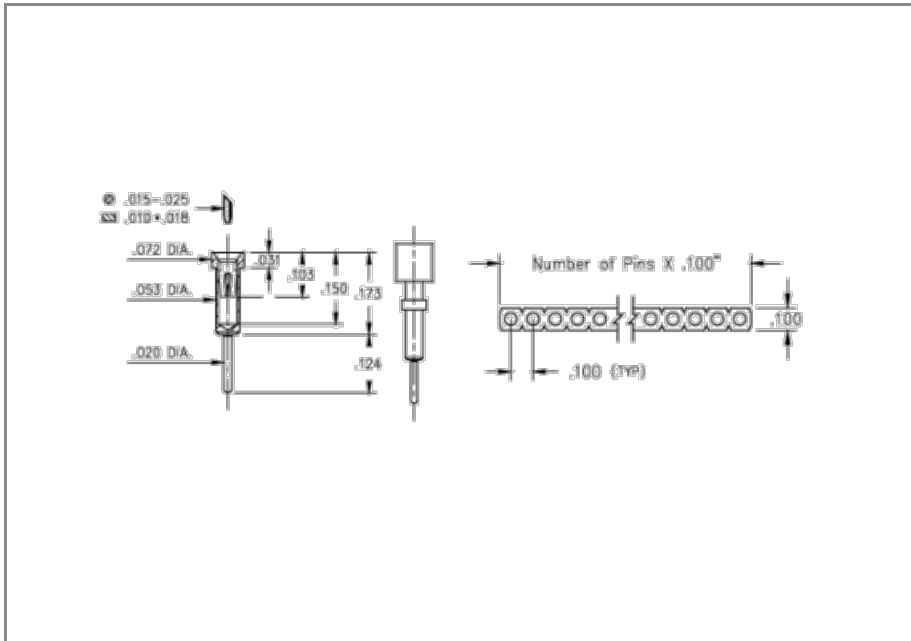 .015-.025
.010×.018
.072 DIA.
.031
.103
.150
.173
.053 DIA.
.020 DIA.
.124
Number of Pins X .100"
.100
.100 (TYP)